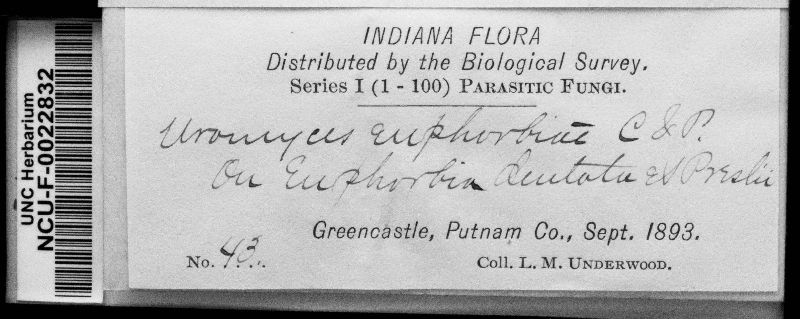 UNC Herbarium
NCU-F-0022832
INDIANA FLORA
Distributed by the Biological Survey.
Series I (1 - 100) PARASITIC FUNGI.
Uromyces euphorbiae C & P.
On Euphorbia dentata et Preslii
Greencastle, Putnam Co., Sept. 1893.
No. 43.
Coll. L. M. UNDERWOOD.